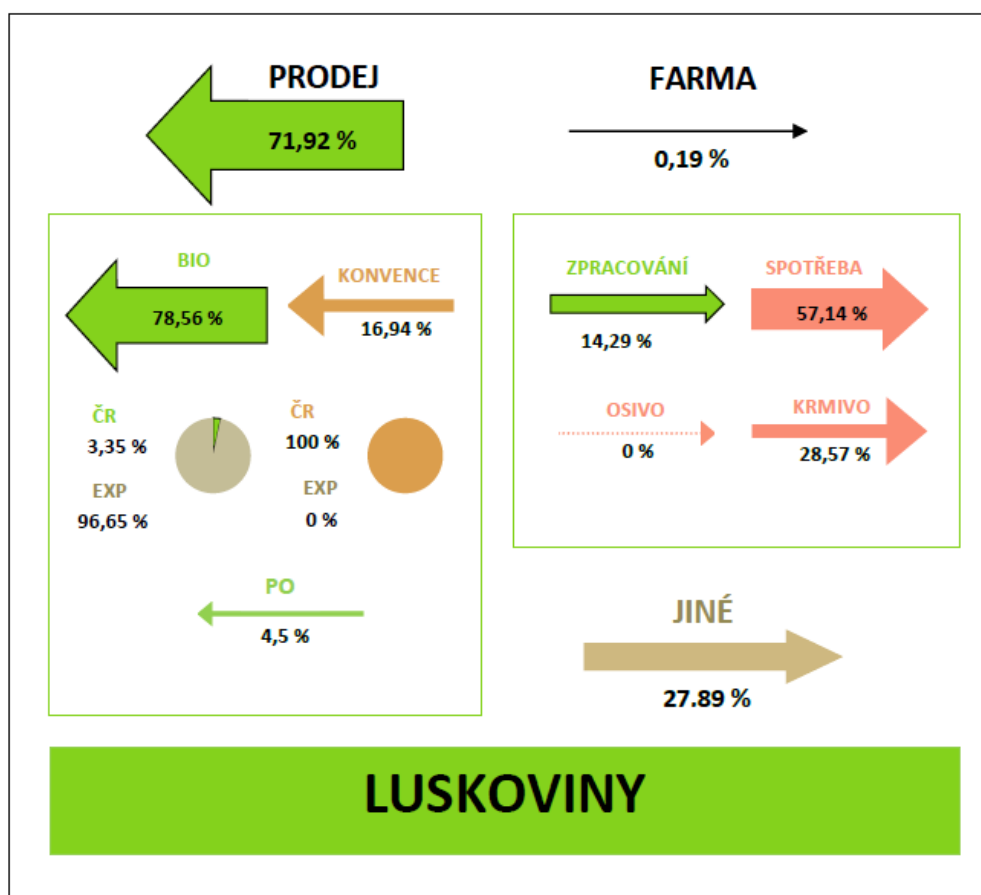 PRODEJ
71,92 %
FARMA
0,19 %
BIO
78,56 %
KONVENCE
16,94 %
ČR
3,35 %
EXP
96,65 %
ČR
100 %
EXP
0 %
PO
4,5 %
ZPRACOVÁNÍ
14,29 %
SPOTŘEBA
57,14 %
OSIVO
0 %
KRMIVO
28,57 %
JINÉ
27.89 %
LUSKOVINY